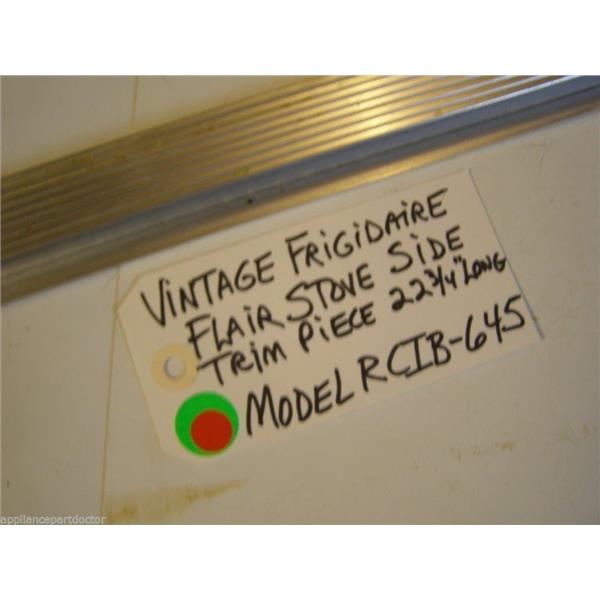 VINTAGE FRIGIDAIRE
FLAIR STOVE SIDE
TRIM PIECE 22 3/4" LONG
MODEL RCIB-645
appliancepartdoctor